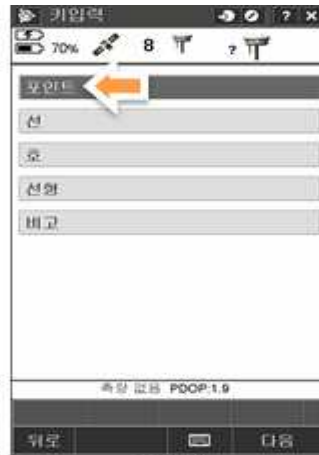 키입력 ? ×
70% 8 ?
포인트
선
호
선형
비고
측량 없음 PDOP:1.9
뒤로 다음